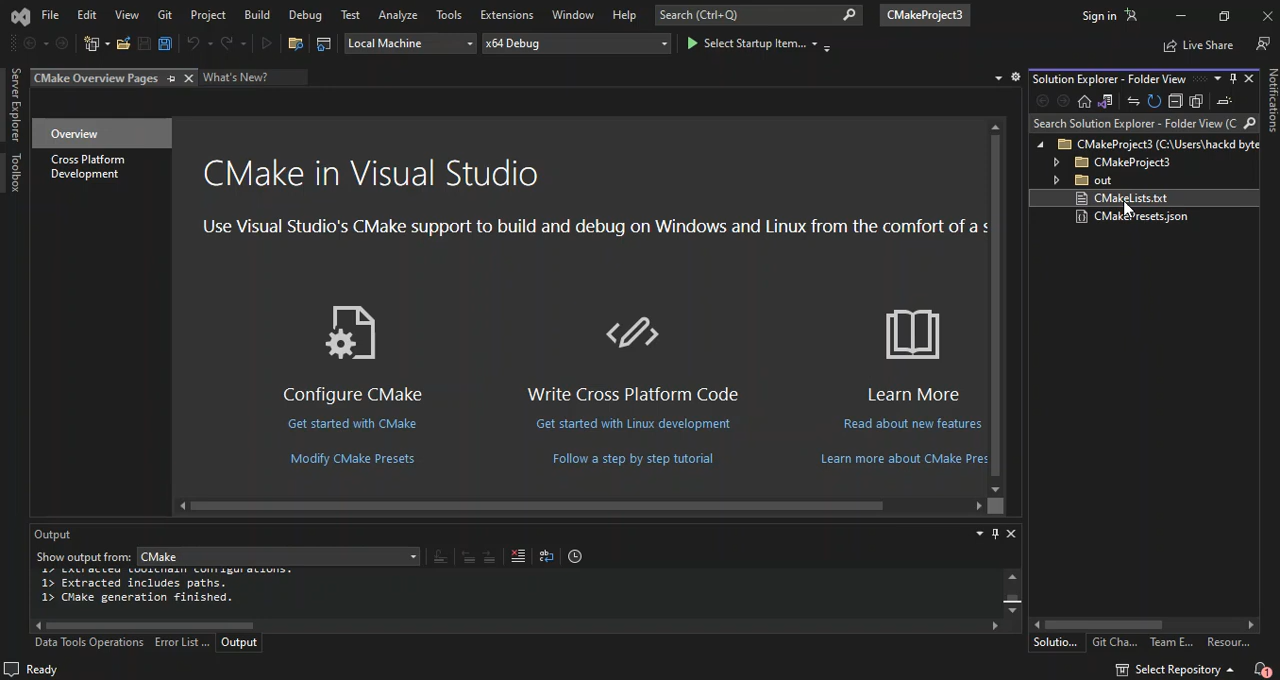 File Edit View Git Project Build Debug Test Analyze Tools Extensions Window Help Search (Ctrl+Q) CMakeProject3 Sign in
Local Machine x64 Debug Select Startup Item... Live Share
Server Explorer
Toolbox
CMake Overview Pages What's New?
Overview
Cross Platform
Development
CMake in Visual Studio
Use Visual Studio's CMake support to build and debug on Windows and Linux from the comfort of a s
Configure CMake Write Cross Platform Code Learn More
Get started with CMake Get started with Linux development Read about new features
Modify CMake Presets Follow a step by step tutorial Learn more about CMake Pres
Output
Show output from: CMake
1> Extracted toolchain configurations.
1> Extracted includes paths.
1> CMake generation finished.
Data Tools Operations Error List ... Output
Solution Explorer - Folder View
Search Solution Explorer - Folder View (C
CMakeProject3 (C:\Users\hackd byte
CMakeProject3
out
CMakeLists.txt
CMakePresets.json
Solutio... Git Cha... Team E... Resour...
Notifications
Ready Select Repository 1